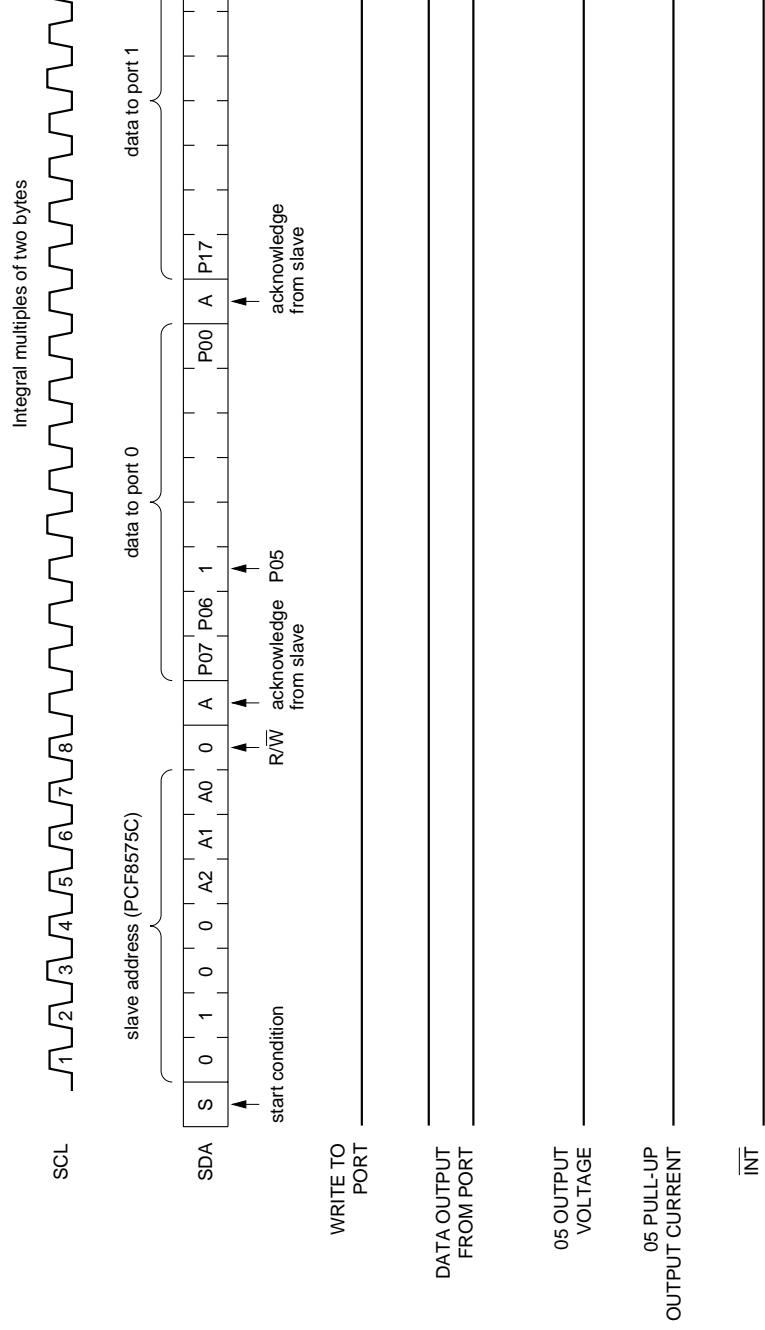 Integral multiples of two bytes
SCL
1 2 3 4 5 6 7 8
slave address (PCF8575C)
data to port 0
data to port 1
SDA
S 0 1 0 0 A2 A1 A0 0 A P07 P06 1 P00 A P17
start condition
R/W̅
acknowledge
from slave
P05
acknowledge
from slave
WRITE TO
PORT
DATA OUTPUT
FROM PORT
05 OUTPUT
VOLTAGE
05 PULL-UP
OUTPUT CURRENT
I̅N̅T̅